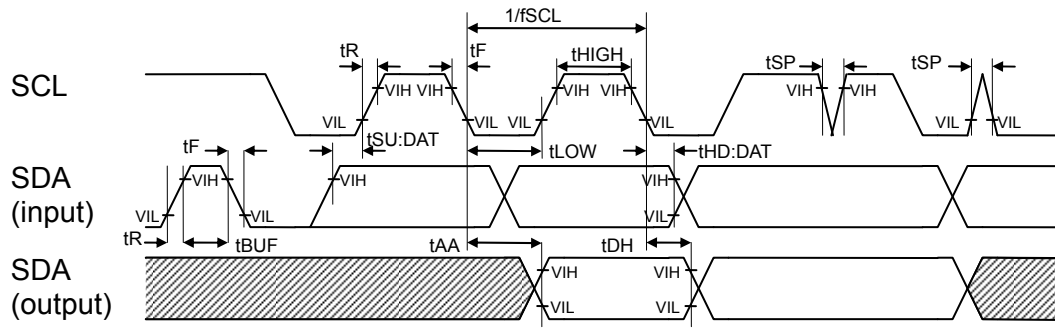 1/fSCL
tR tF tHIGH tSP tSP
SCL
VIH VIH VIH VIH VIH VIH
VIL VIL VIL VIL VIL VIL
tF tSU:DAT tLOW tHD:DAT
SDA
(input)
VIH VIH VIH
VIL VIL VIL
tR tBUF tAA tDH
SDA
(output)
VIH VIH
VIL VIL